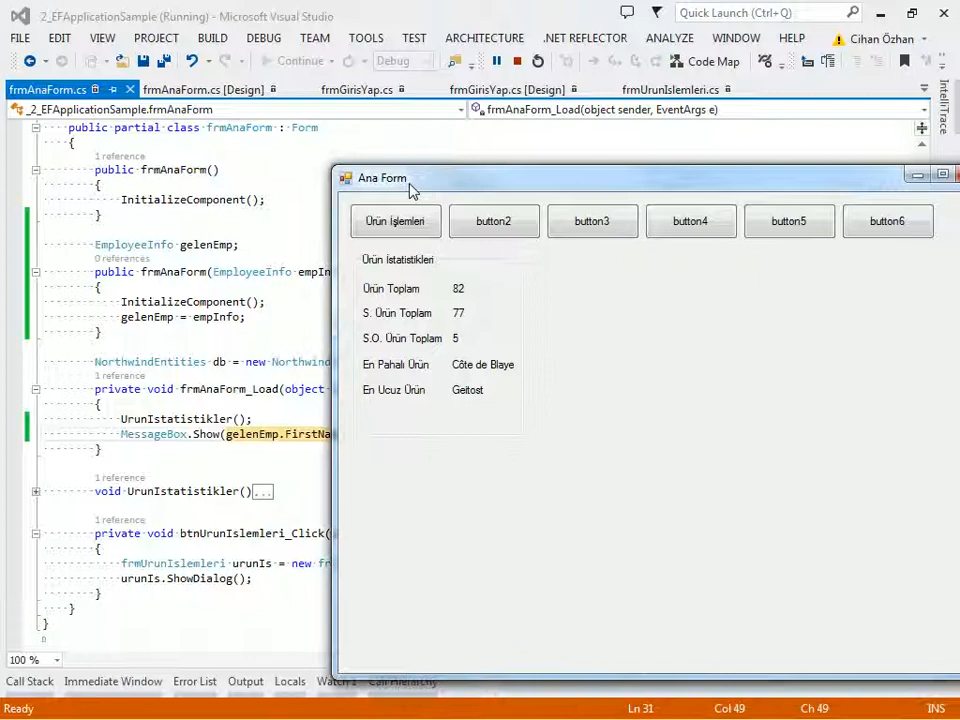 2_EFApplicationSample (Running) - Microsoft Visual Studio
Quick Launch (Ctrl+Q)
FILE EDIT VIEW PROJECT BUILD DEBUG TEAM TOOLS TEST ARCHITECTURE .NET REFLECTOR ANALYZE WINDOW HELP Cihan Özhan
Continue Debug Code Map
frmAnaForm.cs frmAnaForm.cs [Design] frmGirisYap.cs frmGirisYap.cs [Design] frmUrunIslemleri.cs
_2_EFApplicationSample.frmAnaForm frmAnaForm_Load(object sender, EventArgs e)
IntelliTrace
public partial class frmAnaForm : Form
{
1 reference
public frmAnaForm()
{
InitializeComponent();
}
EmployeeInfo gelenEmp;
0 references
public frmAnaForm(EmployeeInfo empIn
{
InitializeComponent();
gelenEmp = empInfo;
}
NorthwindEntities db = new Northwind
1 reference
private void frmAnaForm_Load(object
{
UrunIstatistikler();
MessageBox.Show(gelenEmp.FirstNa
}
1 reference
void UrunIstatistikler()...
1 reference
private void btnUrunIslemleri_Click(
{
frmUrunIslemleri urunIs = new fr
urunIs.ShowDialog();
}
}
}
Ana Form
Ürün İşlemleri button2 button3 button4 button5 button6
Ürün İstatistikleri
Ürün Toplam 82
S. Ürün Toplam 77
S.O. Ürün Toplam 5
En Pahalı Ürün Côte de Blaye
En Ucuz Ürün Geitost
100 %
Call Stack Immediate Window Error List Output Locals Watch 1 Call Hierarchy
Ready Ln 31 Col 49 Ch 49 INS